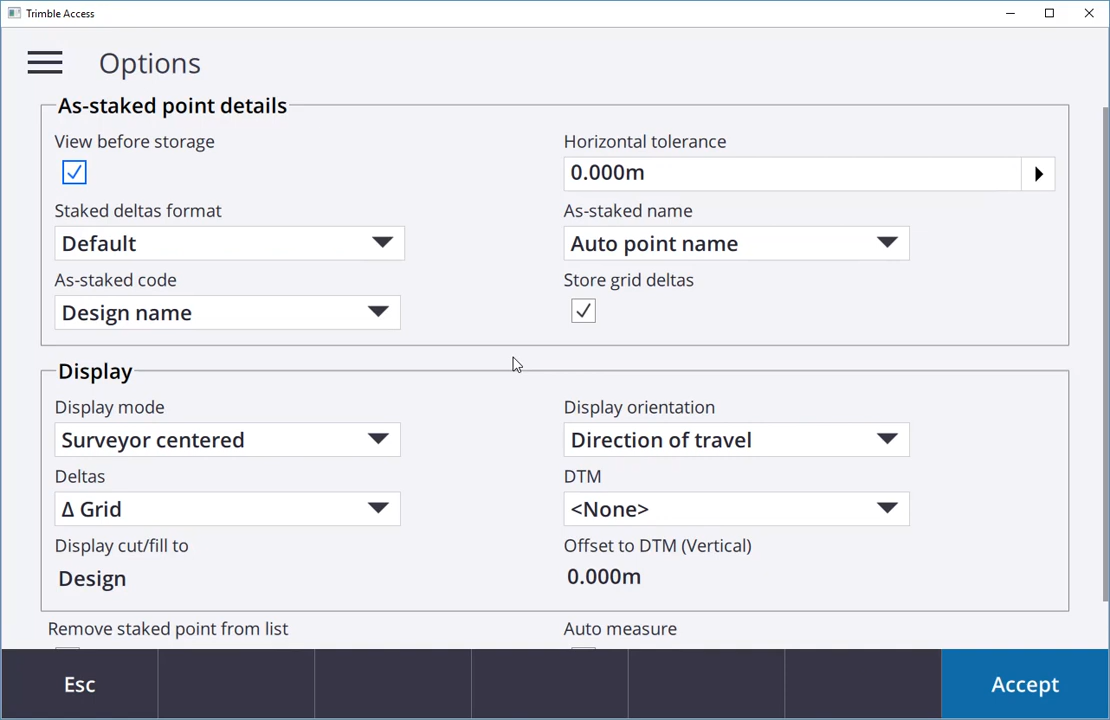 Trimble Access
Options
As-staked point details
View before storage
Horizontal tolerance
0.000m
Staked deltas format
As-staked name
Default
Auto point name
As-staked code
Store grid deltas
Design name
Display
Display mode
Display orientation
Surveyor centered
Direction of travel
Deltas
DTM
Δ Grid
<None>
Display cut/fill to
Offset to DTM (Vertical)
Design
0.000m
Remove staked point from list
Auto measure
Esc
Accept